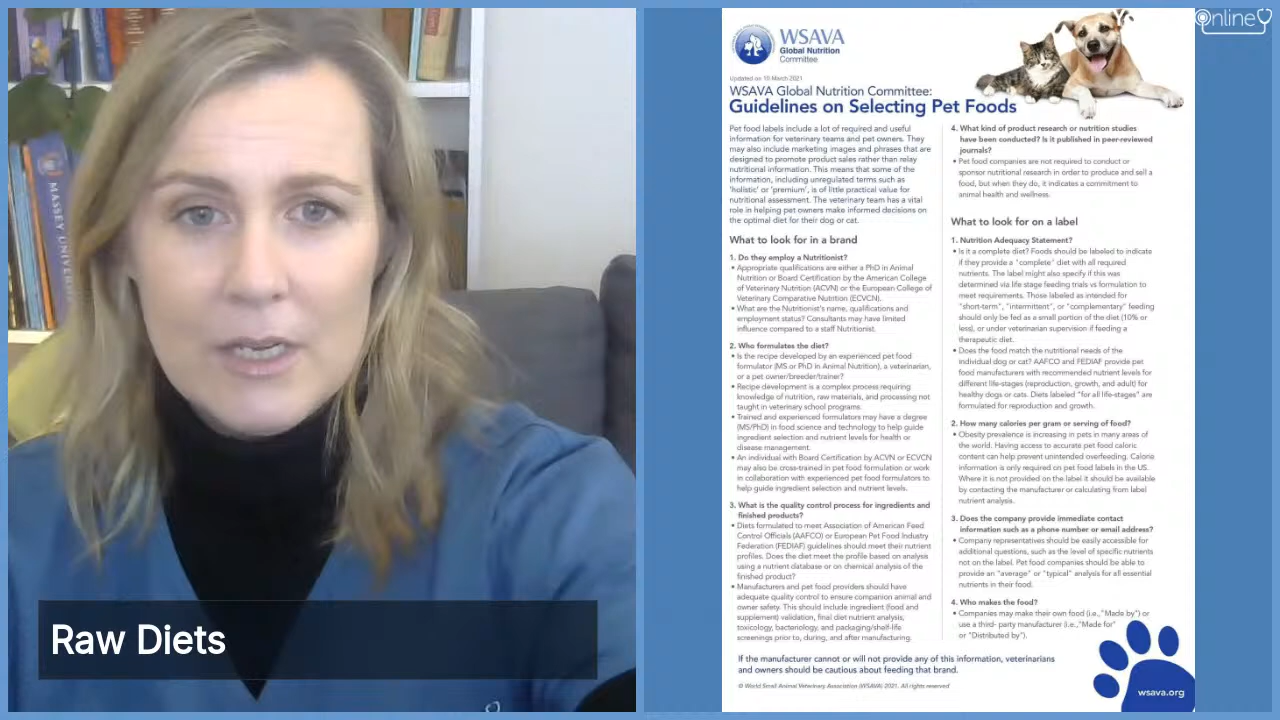 MASSEY UNIVER
Raw Diets
nline
WSAVA
Global Nutrition
Committee
Updated on 10 March 2021
WSAVA Global Nutrition Committee:
Guidelines on Selecting Pet Foods
Pet food labels include a lot of required and useful
information for veterinary teams and pet owners. They
may also include marketing images and phrases that are
designed to promote product sales rather than relay
nutritional information. This means that some of the
information, including unregulated terms such as
'holistic' or 'premium', is of little practical value for
nutritional assessment. The veterinary team has a vital
role in helping pet owners make informed decisions on
the optimal diet for their dog or cat.
What to look for in a brand
1. Do they employ a Nutritionist?
• Appropriate qualifications are either a PhD in Animal
Nutrition or Board Certification by the American College
of Veterinary Nutrition (ACVN) or the European College of
Veterinary Comparative Nutrition (ECVCN).
• What are the Nutritionist's name, qualifications and
employment status? Consultants may have limited
influence compared to a staff Nutritionist.
2. Who formulates the diet?
• Is the recipe developed by an experienced pet food
formulator (MS or PhD in Animal Nutrition), a veterinarian,
or a pet owner/breeder/trainer?
• Recipe development is a complex process requiring
knowledge of nutrition, raw materials, and processing not
taught in veterinary school programs.
• Trained and experienced formulators may have a degree
(MS/PhD) in food science and technology to help guide
ingredient selection and nutrient levels for health or
disease management.
• An individual with Board Certification by ACVN or ECVCN
may also be cross-trained in pet food formulation or work
in collaboration with experienced pet food formulators to
help guide ingredient selection and nutrient levels.
3. What is the quality control process for ingredients and
finished products?
• Diets formulated to meet Association of American Feed
Control Officials (AAFCO) or European Pet Food Industry
Federation (FEDIAF) guidelines should meet their nutrient
profiles. Does the diet meet the profile based on analysis
using a nutrient database or on chemical analysis of the
finished product?
• Manufacturers and pet food providers should have
adequate quality control to ensure companion animal and
owner safety. This should include ingredient (food and
supplement) validation, final diet nutrient analysis,
toxicology, bacteriology, and packaging/shelf-life
screenings prior to, during, and after manufacturing.
4. What kind of product research or nutrition studies
have been conducted? Is it published in peer-reviewed
journals?
• Pet food companies are not required to conduct or
sponsor nutritional research in order to produce and sell a
food, but when they do, it indicates a commitment to
animal health and wellness.
What to look for on a label
1. Nutrition Adequacy Statement?
• Is it a complete diet? Foods should be labeled to indicate
if they provide a "complete" diet with all required
nutrients. The label might also specify if this was
determined via life stage feeding trials vs formulation to
meet requirements. Those labeled as intended for
"short-term", "intermittent", or "complementary" feeding
should only be fed as a small portion of the diet (10% or
less), or under veterinarian supervision if feeding a
therapeutic diet.
• Does the food match the nutritional needs of the
individual dog or cat? AAFCO and FEDIAF provide pet
food manufacturers with recommended nutrient levels for
different life-stages (reproduction, growth, and adult) for
healthy dogs or cats. Diets labeled "for all life-stages" are
formulated for reproduction and growth.
2. How many calories per gram or serving of food?
• Obesity prevalence is increasing in pets in many areas of
the world. Having access to accurate pet food caloric
content can help prevent unintended overfeeding. Calorie
information is only required on pet food labels in the US.
Where it is not provided on the label it should be available
by contacting the manufacturer or calculating from label
nutrient analysis.
3. Does the company provide immediate contact
information such as a phone number or email address?
• Company representatives should be easily accessible for
additional questions, such as the level of specific nutrients
not on the label. Pet food companies should be able to
provide an "average" or "typical" analysis for all essential
nutrients in their food.
4. Who makes the food?
• Companies may make their own food (i.e.,"Made by") or
use a third- party manufacturer (i.e.,"Made for"
or "Distributed by").
If the manufacturer cannot or will not provide any of this information, veterinarians
and owners should be cautious about feeding that brand.
© World Small Animal Veterinary Association (WSAVA) 2021. All rights reserved
wsava.org